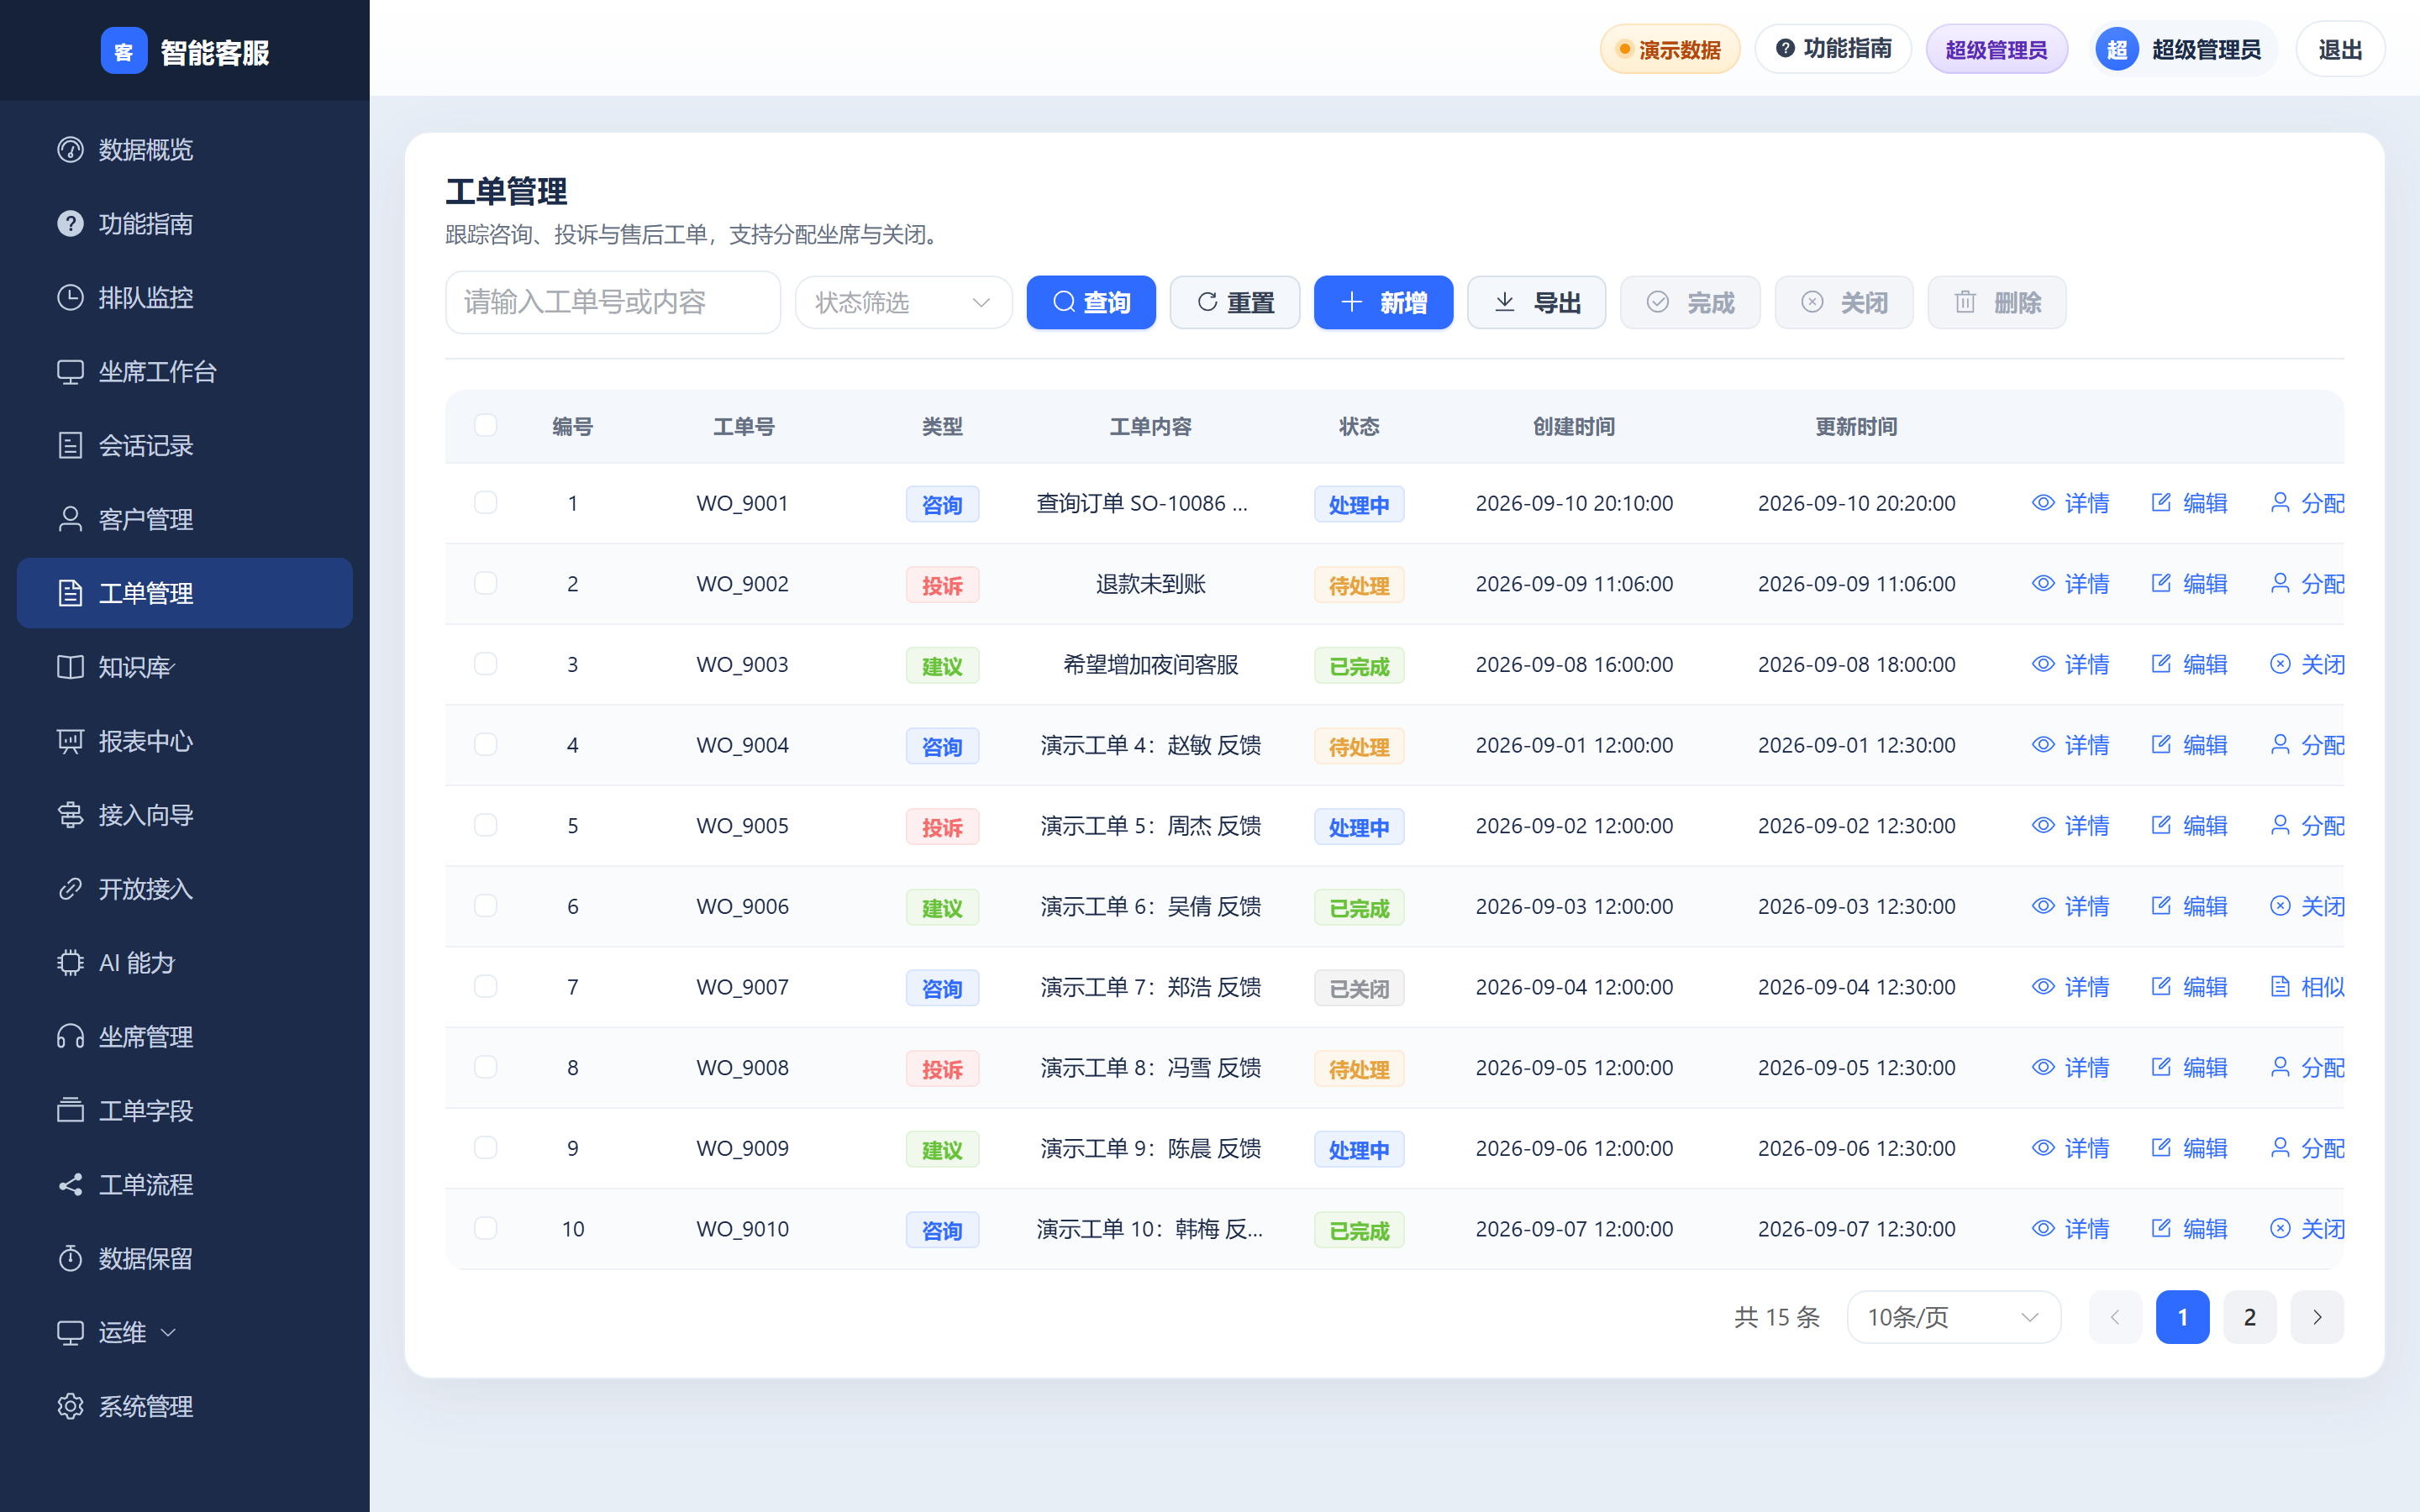 客 智能客服
演示数据 功能指南 超级管理员 超 超级管理员 退出
数据概览
功能指南
排队监控
坐席工作台
会话记录
客户管理
工单管理
知识库
报表中心
接入向导
开放接入
AI 能力
坐席管理
工单字段
工单流程
数据保留
运维
系统管理
工单管理
跟踪咨询、投诉与售后工单，支持分配坐席与关闭。
请输入工单号或内容 状态筛选 查询 重置 新增 导出 完成 关闭 删除
编号 工单号 类型 工单内容 状态 创建时间 更新时间
1 WO_9001 咨询 查询订单 SO-10086 ... 处理中 2026-09-10 20:10:00 2026-09-10 20:20:00 详情 编辑 分配
2 WO_9002 投诉 退款未到账 待处理 2026-09-09 11:06:00 2026-09-09 11:06:00 详情 编辑 分配
3 WO_9003 建议 希望增加夜间客服 已完成 2026-09-08 16:00:00 2026-09-08 18:00:00 详情 编辑 关闭
4 WO_9004 咨询 演示工单 4：赵敏 反馈 待处理 2026-09-01 12:00:00 2026-09-01 12:30:00 详情 编辑 分配
5 WO_9005 投诉 演示工单 5：周杰 反馈 处理中 2026-09-02 12:00:00 2026-09-02 12:30:00 详情 编辑 分配
6 WO_9006 建议 演示工单 6：吴倩 反馈 已完成 2026-09-03 12:00:00 2026-09-03 12:30:00 详情 编辑 关闭
7 WO_9007 咨询 演示工单 7：郑浩 反馈 已关闭 2026-09-04 12:00:00 2026-09-04 12:30:00 详情 编辑 相似
8 WO_9008 投诉 演示工单 8：冯雪 反馈 待处理 2026-09-05 12:00:00 2026-09-05 12:30:00 详情 编辑 分配
9 WO_9009 建议 演示工单 9：陈晨 反馈 处理中 2026-09-06 12:00:00 2026-09-06 12:30:00 详情 编辑 分配
10 WO_9010 咨询 演示工单 10：韩梅 反... 已完成 2026-09-07 12:00:00 2026-09-07 12:30:00 详情 编辑 关闭
共 15 条 10条/页 1 2